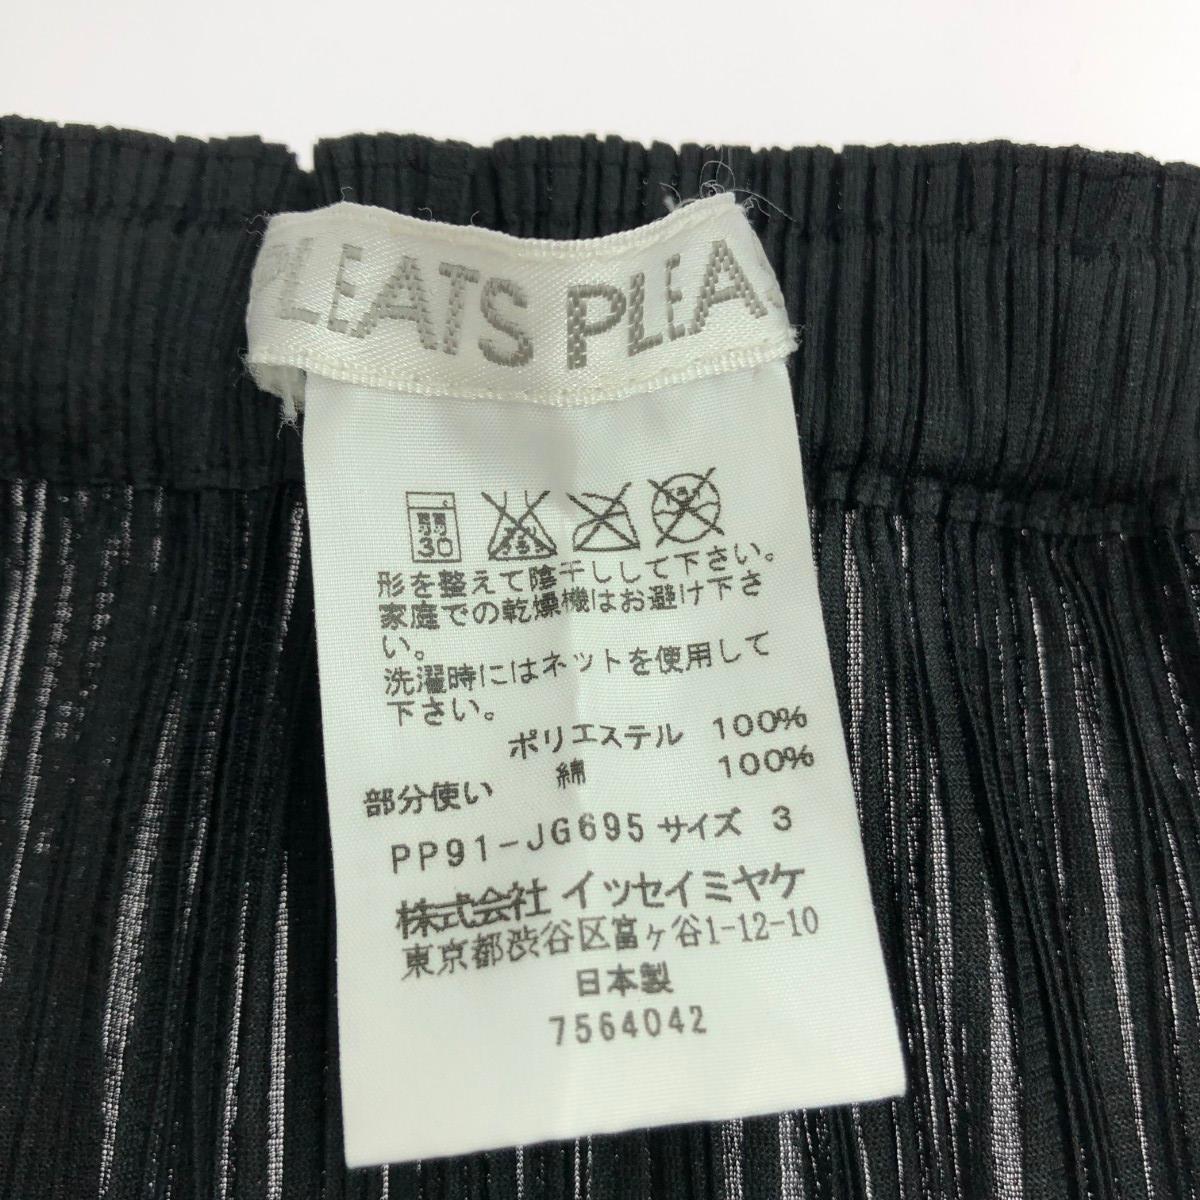 PLEATS PLEA
30
形を整えて陰干しして下さい。
家庭での乾燥機はお避け下さ
い。
洗濯時にはネットを使用して
下さい。
ポリエステル 100%
部分使い 綿 100%
PP91-JG695 サイズ 3
株式会社 イッセイミヤケ
東京都渋谷区富ヶ谷1-12-10
日本製
7564042